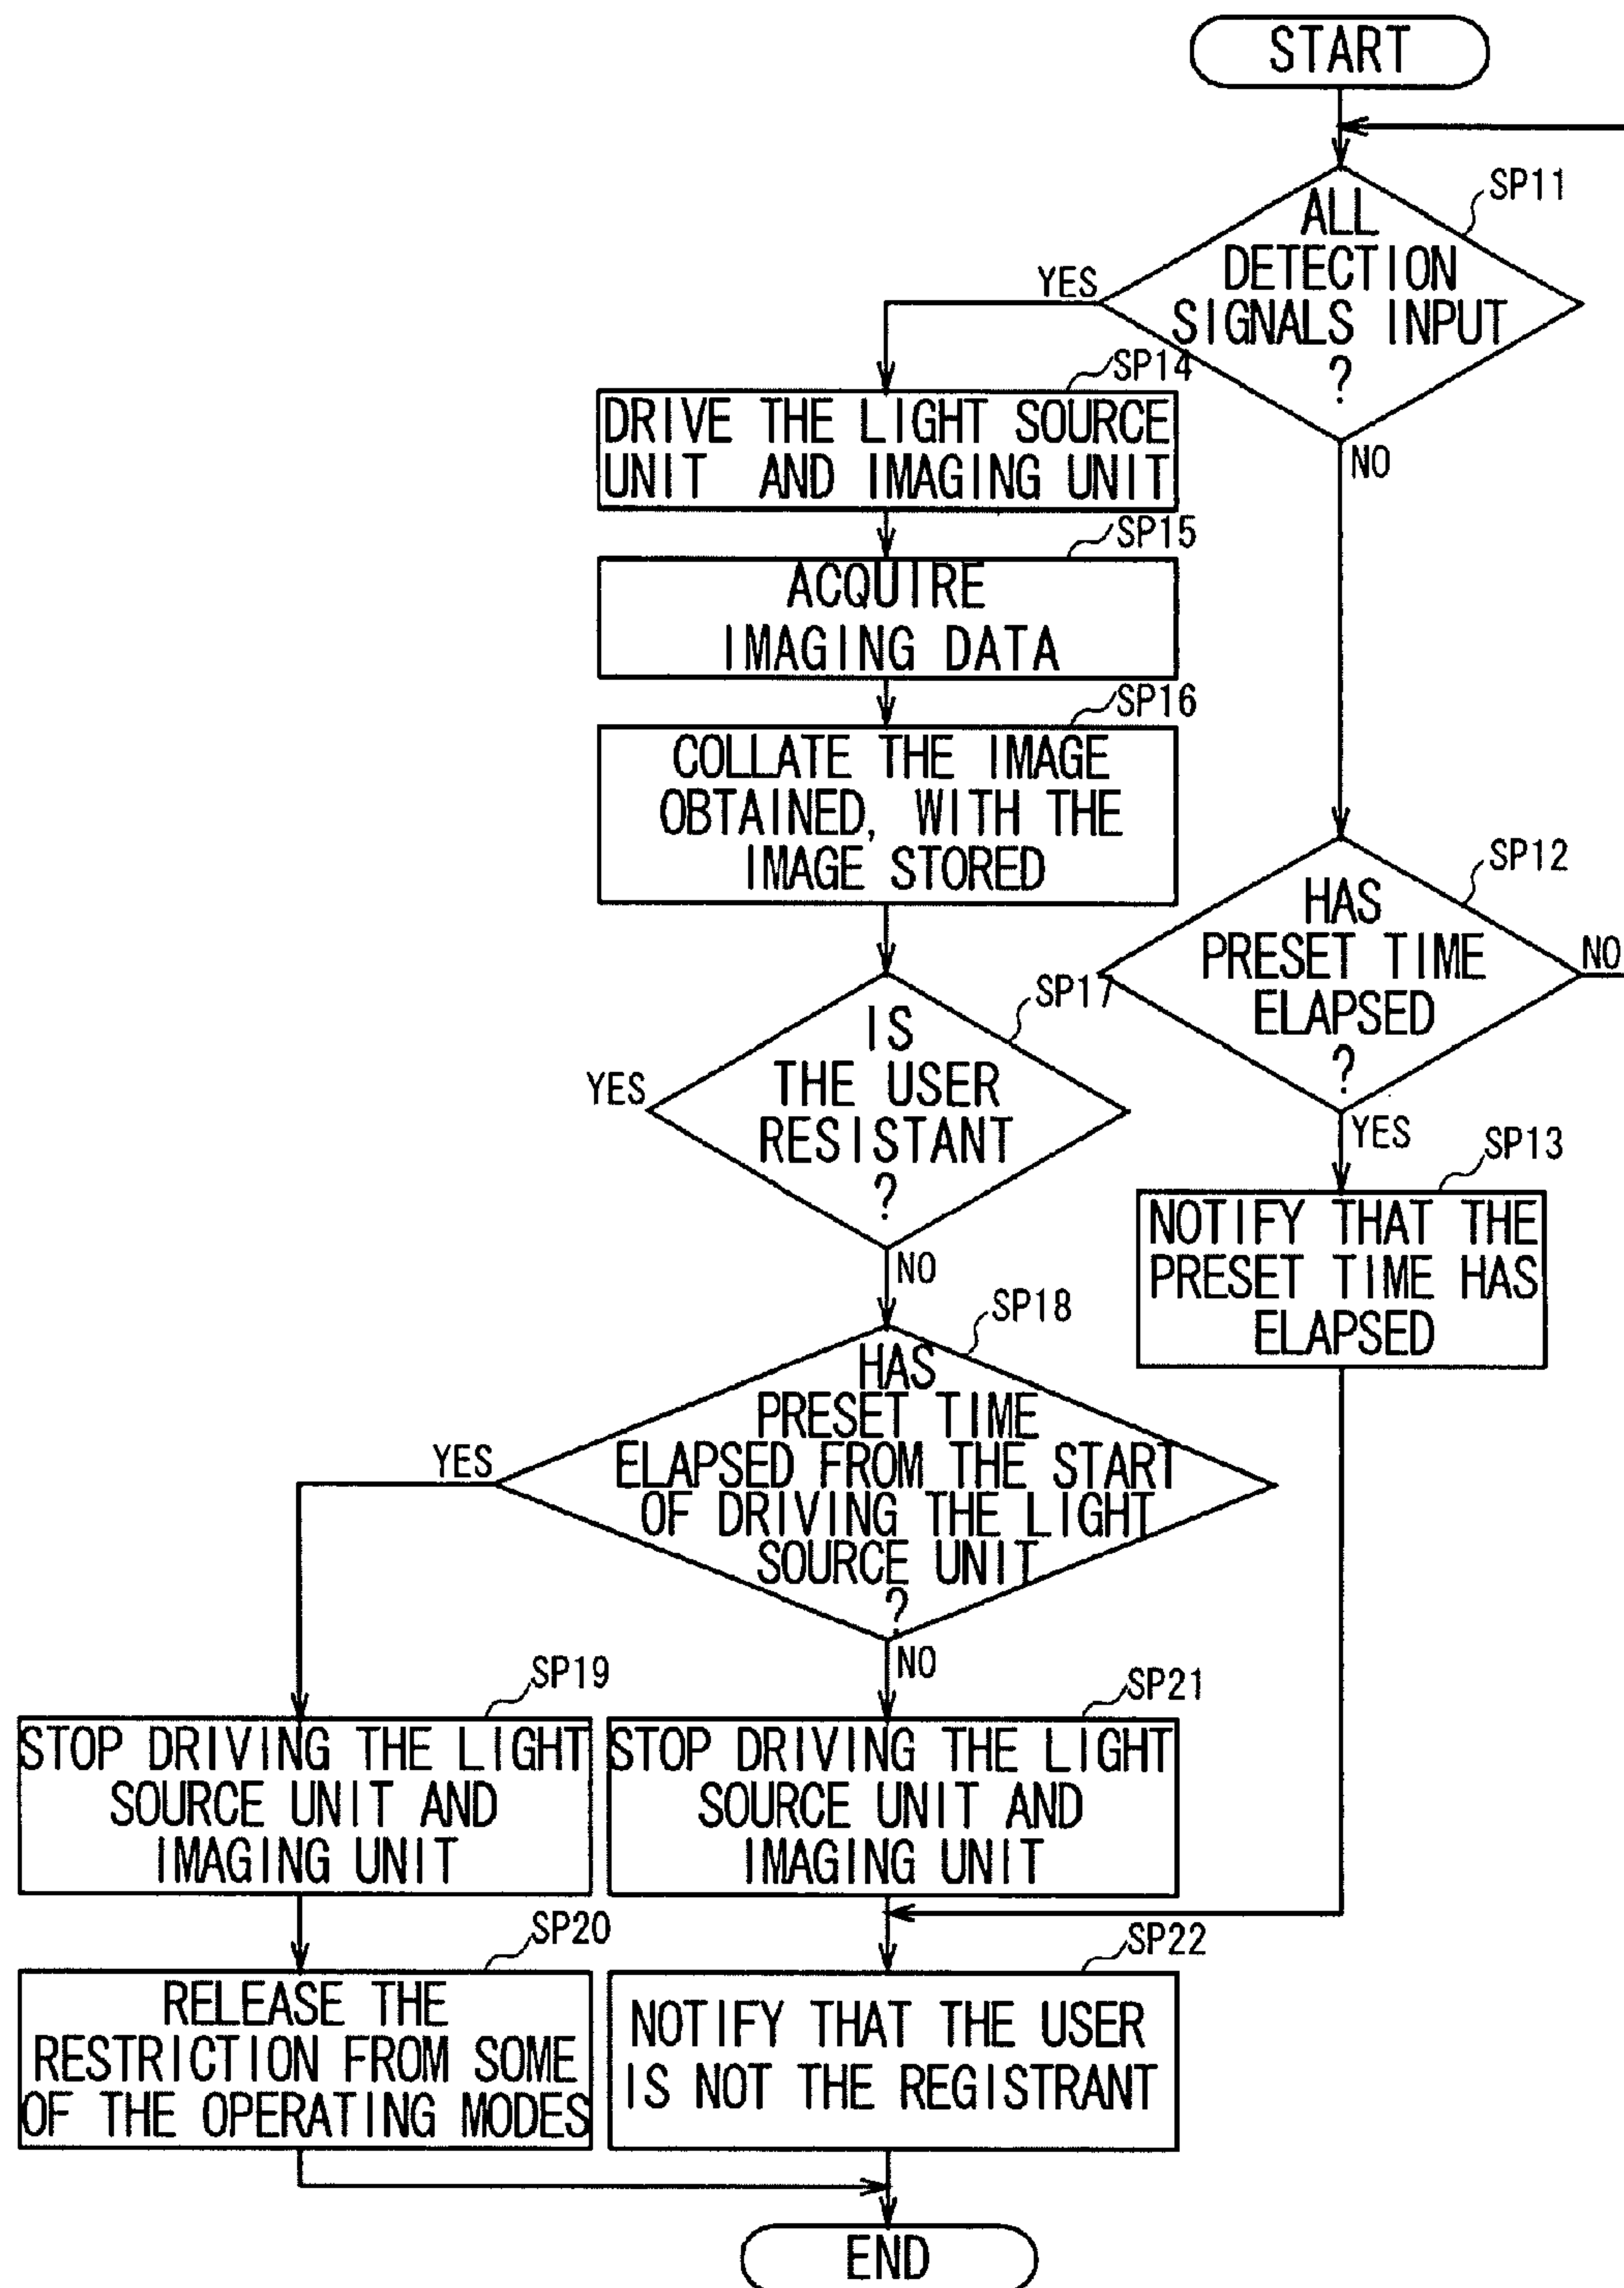 START
SP11
ALL
DETECTION
SIGNALS INPUT
?
YES
NO
SP14
DRIVE THE LIGHT SOURCE
UNIT AND IMAGING UNIT
SP15
ACQUIRE
IMAGING DATA
SP16
COLLATE THE IMAGE
OBTAINED, WITH THE
IMAGE STORED
SP12
HAS
PRESET TIME
ELAPSED
?
NO
YES
SP17
IS
THE USER
RESISTANT
?
YES
NO
SP13
NOTIFY THAT THE
PRESET TIME HAS
ELAPSED
SP18
HAS
PRESET TIME
ELAPSED FROM THE START
OF DRIVING THE LIGHT
SOURCE UNIT
?
YES
NO
SP19
STOP DRIVING THE LIGHT
SOURCE UNIT AND
IMAGING UNIT
SP21
STOP DRIVING THE LIGHT
SOURCE UNIT AND
IMAGING UNIT
SP20
RELEASE THE
RESTRICTION FROM SOME
OF THE OPERATING MODES
SP22
NOTIFY THAT THE USER
IS NOT THE REGISTRANT
END